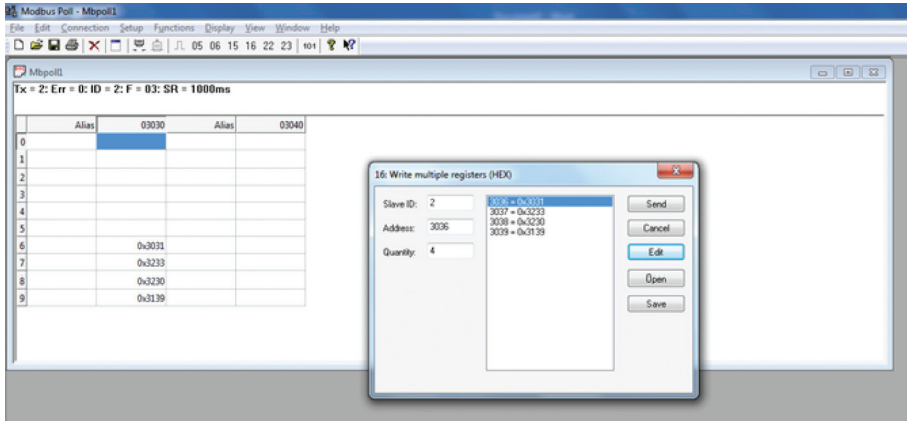 Modbus Poll - Mbpoll1
File Edit Connection Setup Functions Display View Window Help
05 06 15 16 22 23 101
Mbpoll1
Tx = 2: Err = 0: ID = 2: F = 03: SR = 1000ms
Alias 03030 Alias 03040
0
1
2
3
4
5
6 0x3031
7 0x3233
8 0x3230
9 0x3139
16: Write multiple registers (HEX)
Slave ID: 2
Address: 3036
Quantity: 4
3036 = 0x3031
3037 = 0x3233
3038 = 0x3230
3039 = 0x3139
Send
Cancel
Edit
Open
Save